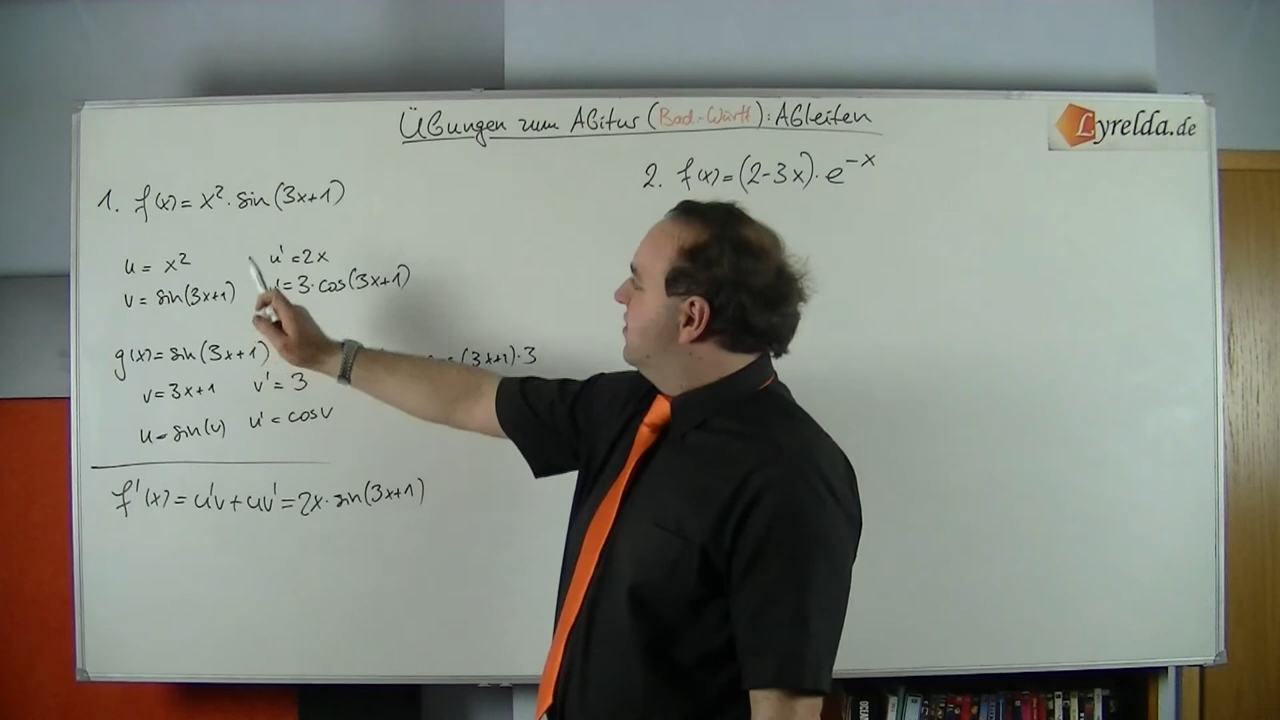 Übungen zum Abitur (Bad-Württ): Ableiten
Lyrelda.de
1. f(x) = x² · sin(3x+1)
u = x² u' = 2x
v = sin(3x+1) = 3 · cos(3x+1)
g(x) = sin(3x+1) (3x+1) · 3
v = 3x+1 v' = 3
u = sin(v) u' = cos v
f'(x) = u'v + uv' = 2x · sin(3x+1)
2. f(x) = (2-3x) · e^{-x}